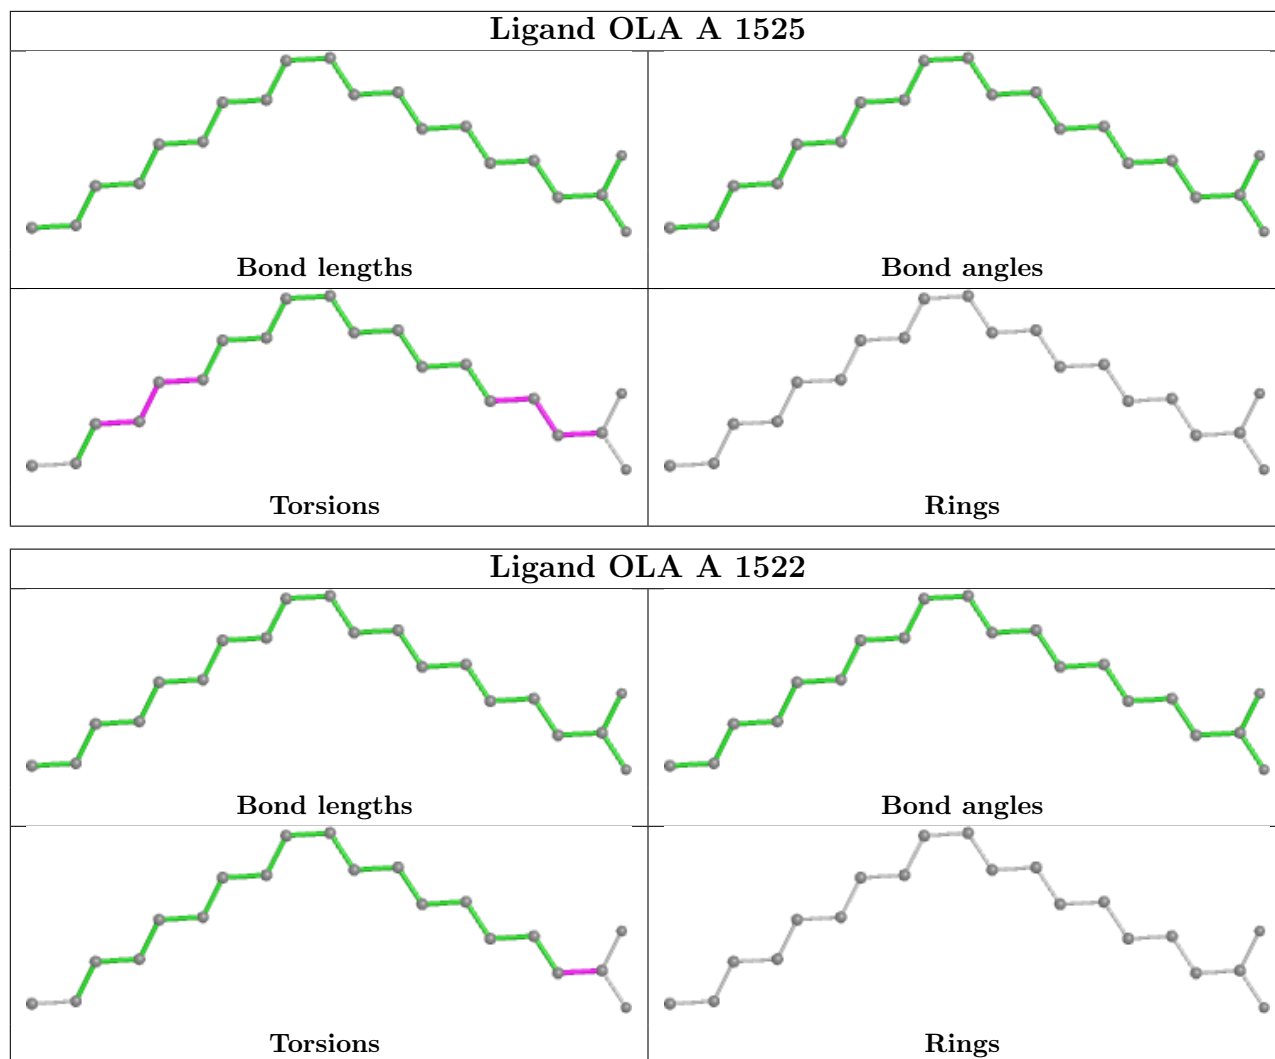 Ligand OLA A 1525
Bond lengths
Bond angles
Torsions
Rings
Ligand OLA A 1522
Bond lengths
Bond angles
Torsions
Rings